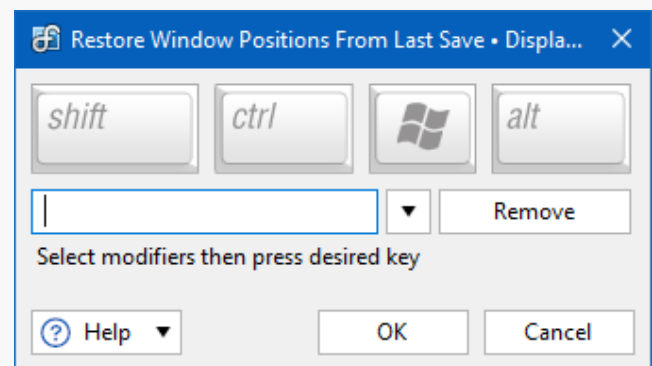 Restore Window Positions From Last Save • Displa...
shift ctrl alt
Remove
Select modifiers then press desired key
? Help OK Cancel